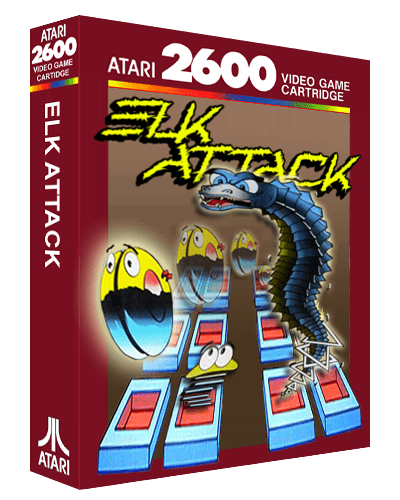 ATARI
2600
VIDEO GAME
CARTRIDGE
ELK ATTACK
ATARI
ATARI 2600 VIDEO GAME
CARTRIDGE
ELK
ATTACK